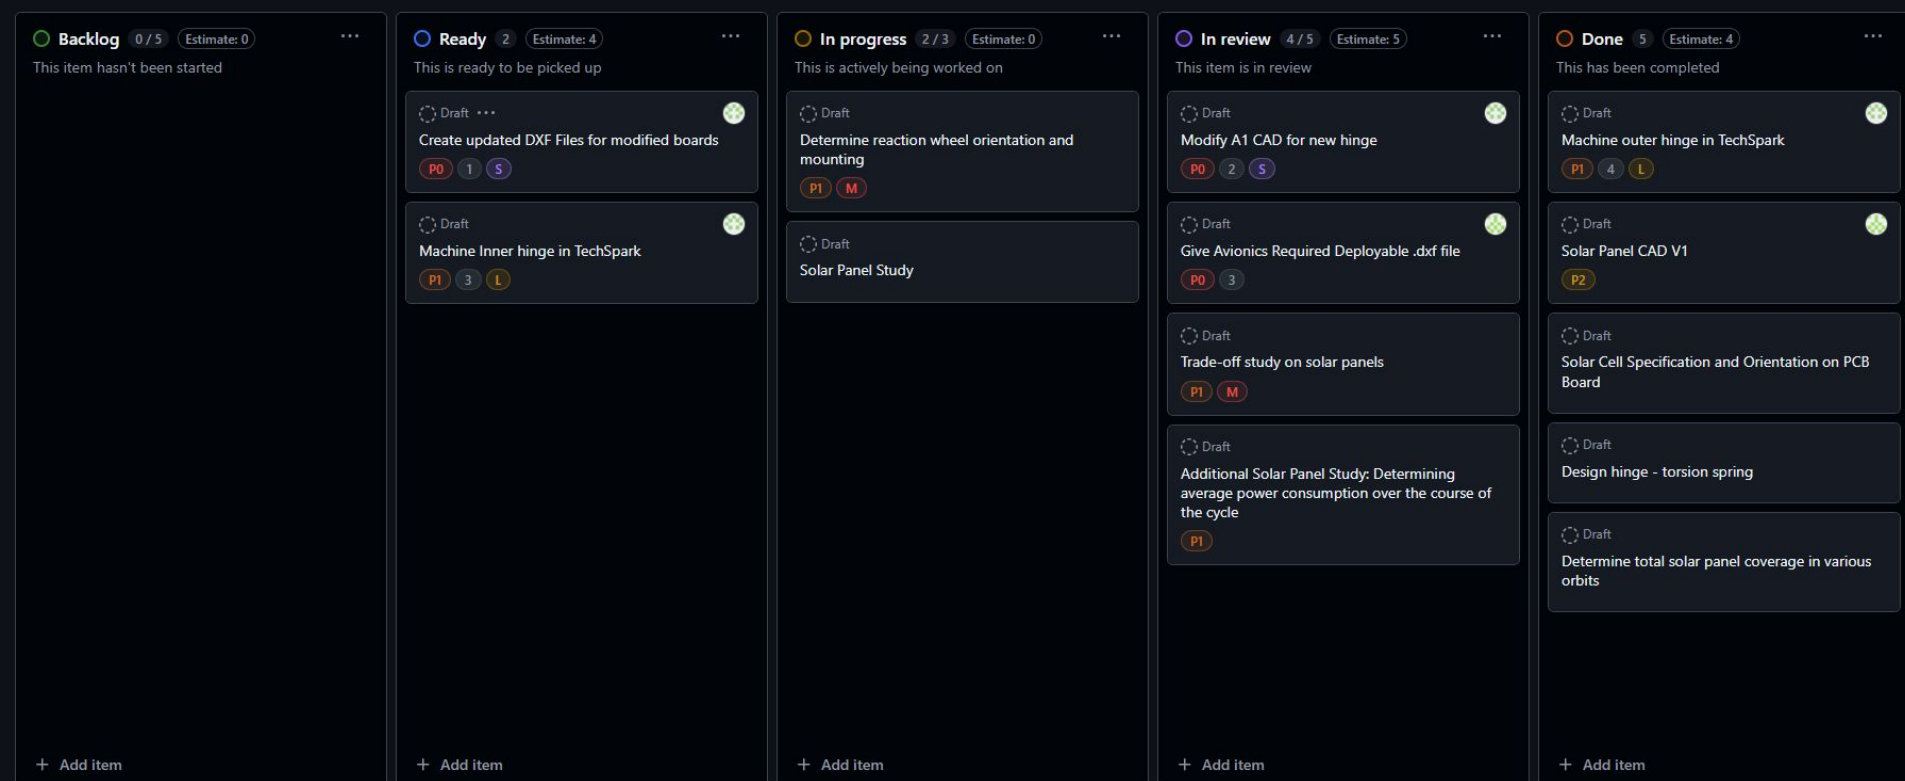 Backlog 0 / 5 Estimate: 0
This item hasn't been started
+ Add item
Ready 2 Estimate: 4
This is ready to be picked up
Draft
Create updated DXF Files for modified boards
P0 1 S
Draft
Machine Inner hinge in TechSpark
P1 3 L
+ Add item
In progress 2 / 3 Estimate: 0
This is actively being worked on
Draft
Determine reaction wheel orientation and
mounting
P1 M
Draft
Solar Panel Study
+ Add item
In review 4 / 5 Estimate: 5
This item is in review
Draft
Modify A1 CAD for new hinge
P0 2 S
Draft
Give Avionics Required Deployable .dxf file
P0 3
Draft
Trade-off study on solar panels
P1 M
Draft
Additional Solar Panel Study: Determining
average power consumption over the course of
the cycle
P1
+ Add item
Done 5 Estimate: 4
This has been completed
Draft
Machine outer hinge in TechSpark
P1 4 L
Draft
Solar Panel CAD V1
P2
Draft
Solar Cell Specification and Orientation on PCB
Board
Draft
Design hinge - torsion spring
Draft
Determine total solar panel coverage in various
orbits
+ Add item